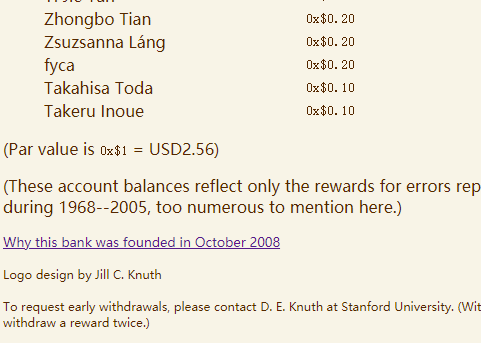 Zhongbo Tian 0x$0.20
Zsuzsanna Láng 0x$0.20
fyca 0x$0.20
Takahisa Toda 0x$0.10
Takeru Inoue 0x$0.10
(Par value is 0x$1 = USD2.56)
(These account balances reflect only the rewards for errors rep
during 1968--2005, too numerous to mention here.)
Why this bank was founded in October 2008
Logo design by Jill C. Knuth
To request early withdrawals, please contact D. E. Knuth at Stanford University. (Wit
withdraw a reward twice.)